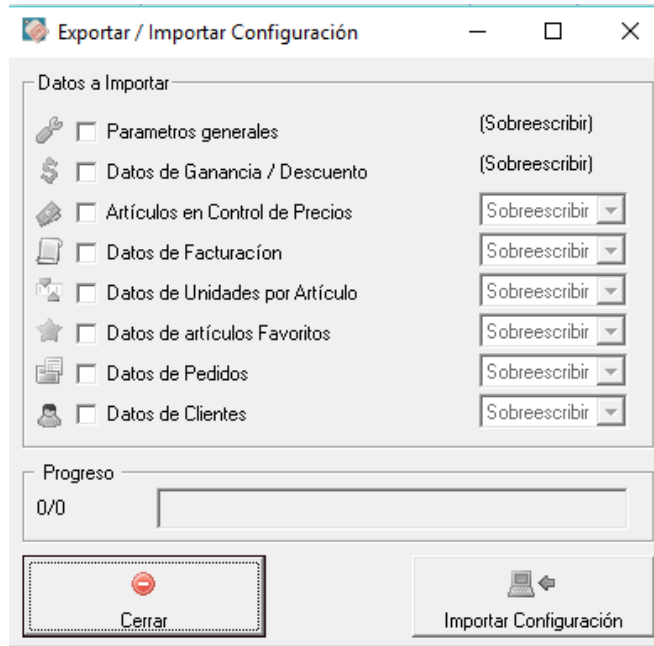 Exportar / Importar Configuración
Datos a Importar
Parametros generales (Sobreescribir)
Datos de Ganancia / Descuento (Sobreescribir)
Artículos en Control de Precios Sobreescribir
Datos de Facturacíon Sobreescribir
Datos de Unidades por Artículo Sobreescribir
Datos de artículos Favoritos Sobreescribir
Datos de Pedidos Sobreescribir
Datos de Clientes Sobreescribir
Progreso
0/0
Cerrar Importar Configuración